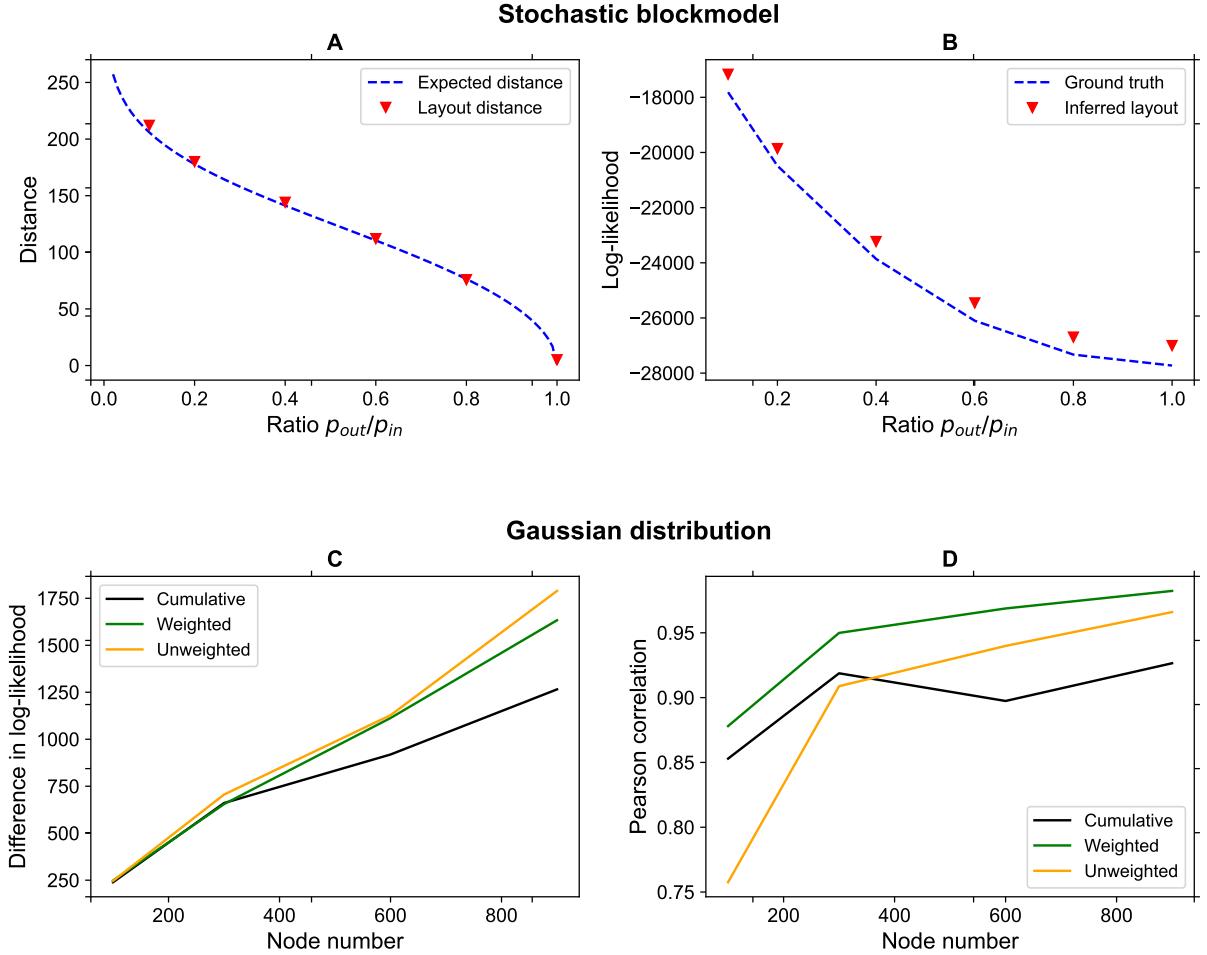 Stochastic blockmodel
A
250
200
150
100
50
0
Distance
0.0 0.2 0.4 0.6 0.8 1.0
Ratio p_out/p_in
Expected distance
Layout distance
B
−18000
−20000
−22000
−24000
−26000
−28000
Log-likelihood
0.2 0.4 0.6 0.8 1.0
Ratio p_out/p_in
Ground truth
Inferred layout
Gaussian distribution
C
1750
1500
1250
1000
750
500
250
Difference in log-likelihood
200 400 600 800
Node number
Cumulative
Weighted
Unweighted
D
0.95
0.90
0.85
0.80
0.75
Pearson correlation
200 400 600 800
Node number
Cumulative
Weighted
Unweighted